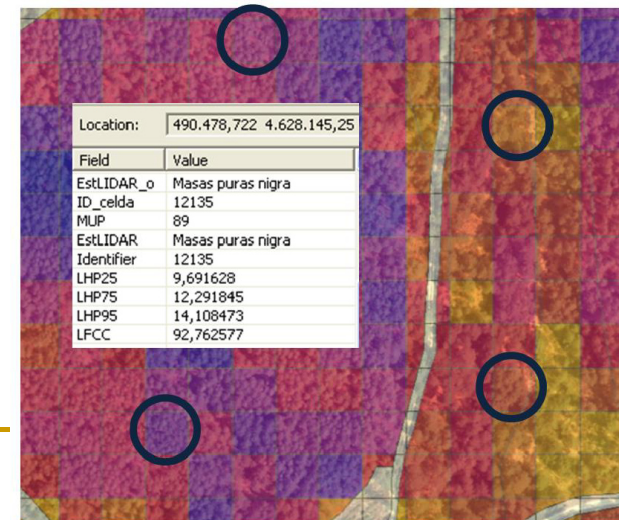 Location: 490.478,722 4.628.145,25
Field Value
EstLIDAR_o Masas puras nigra
ID_celda 12135
MUP 89
EstLIDAR Masas puras nigra
Identifier 12135
LHP25 9,691628
LHP75 12,291845
LHP95 14,108473
LFCC 92,762577